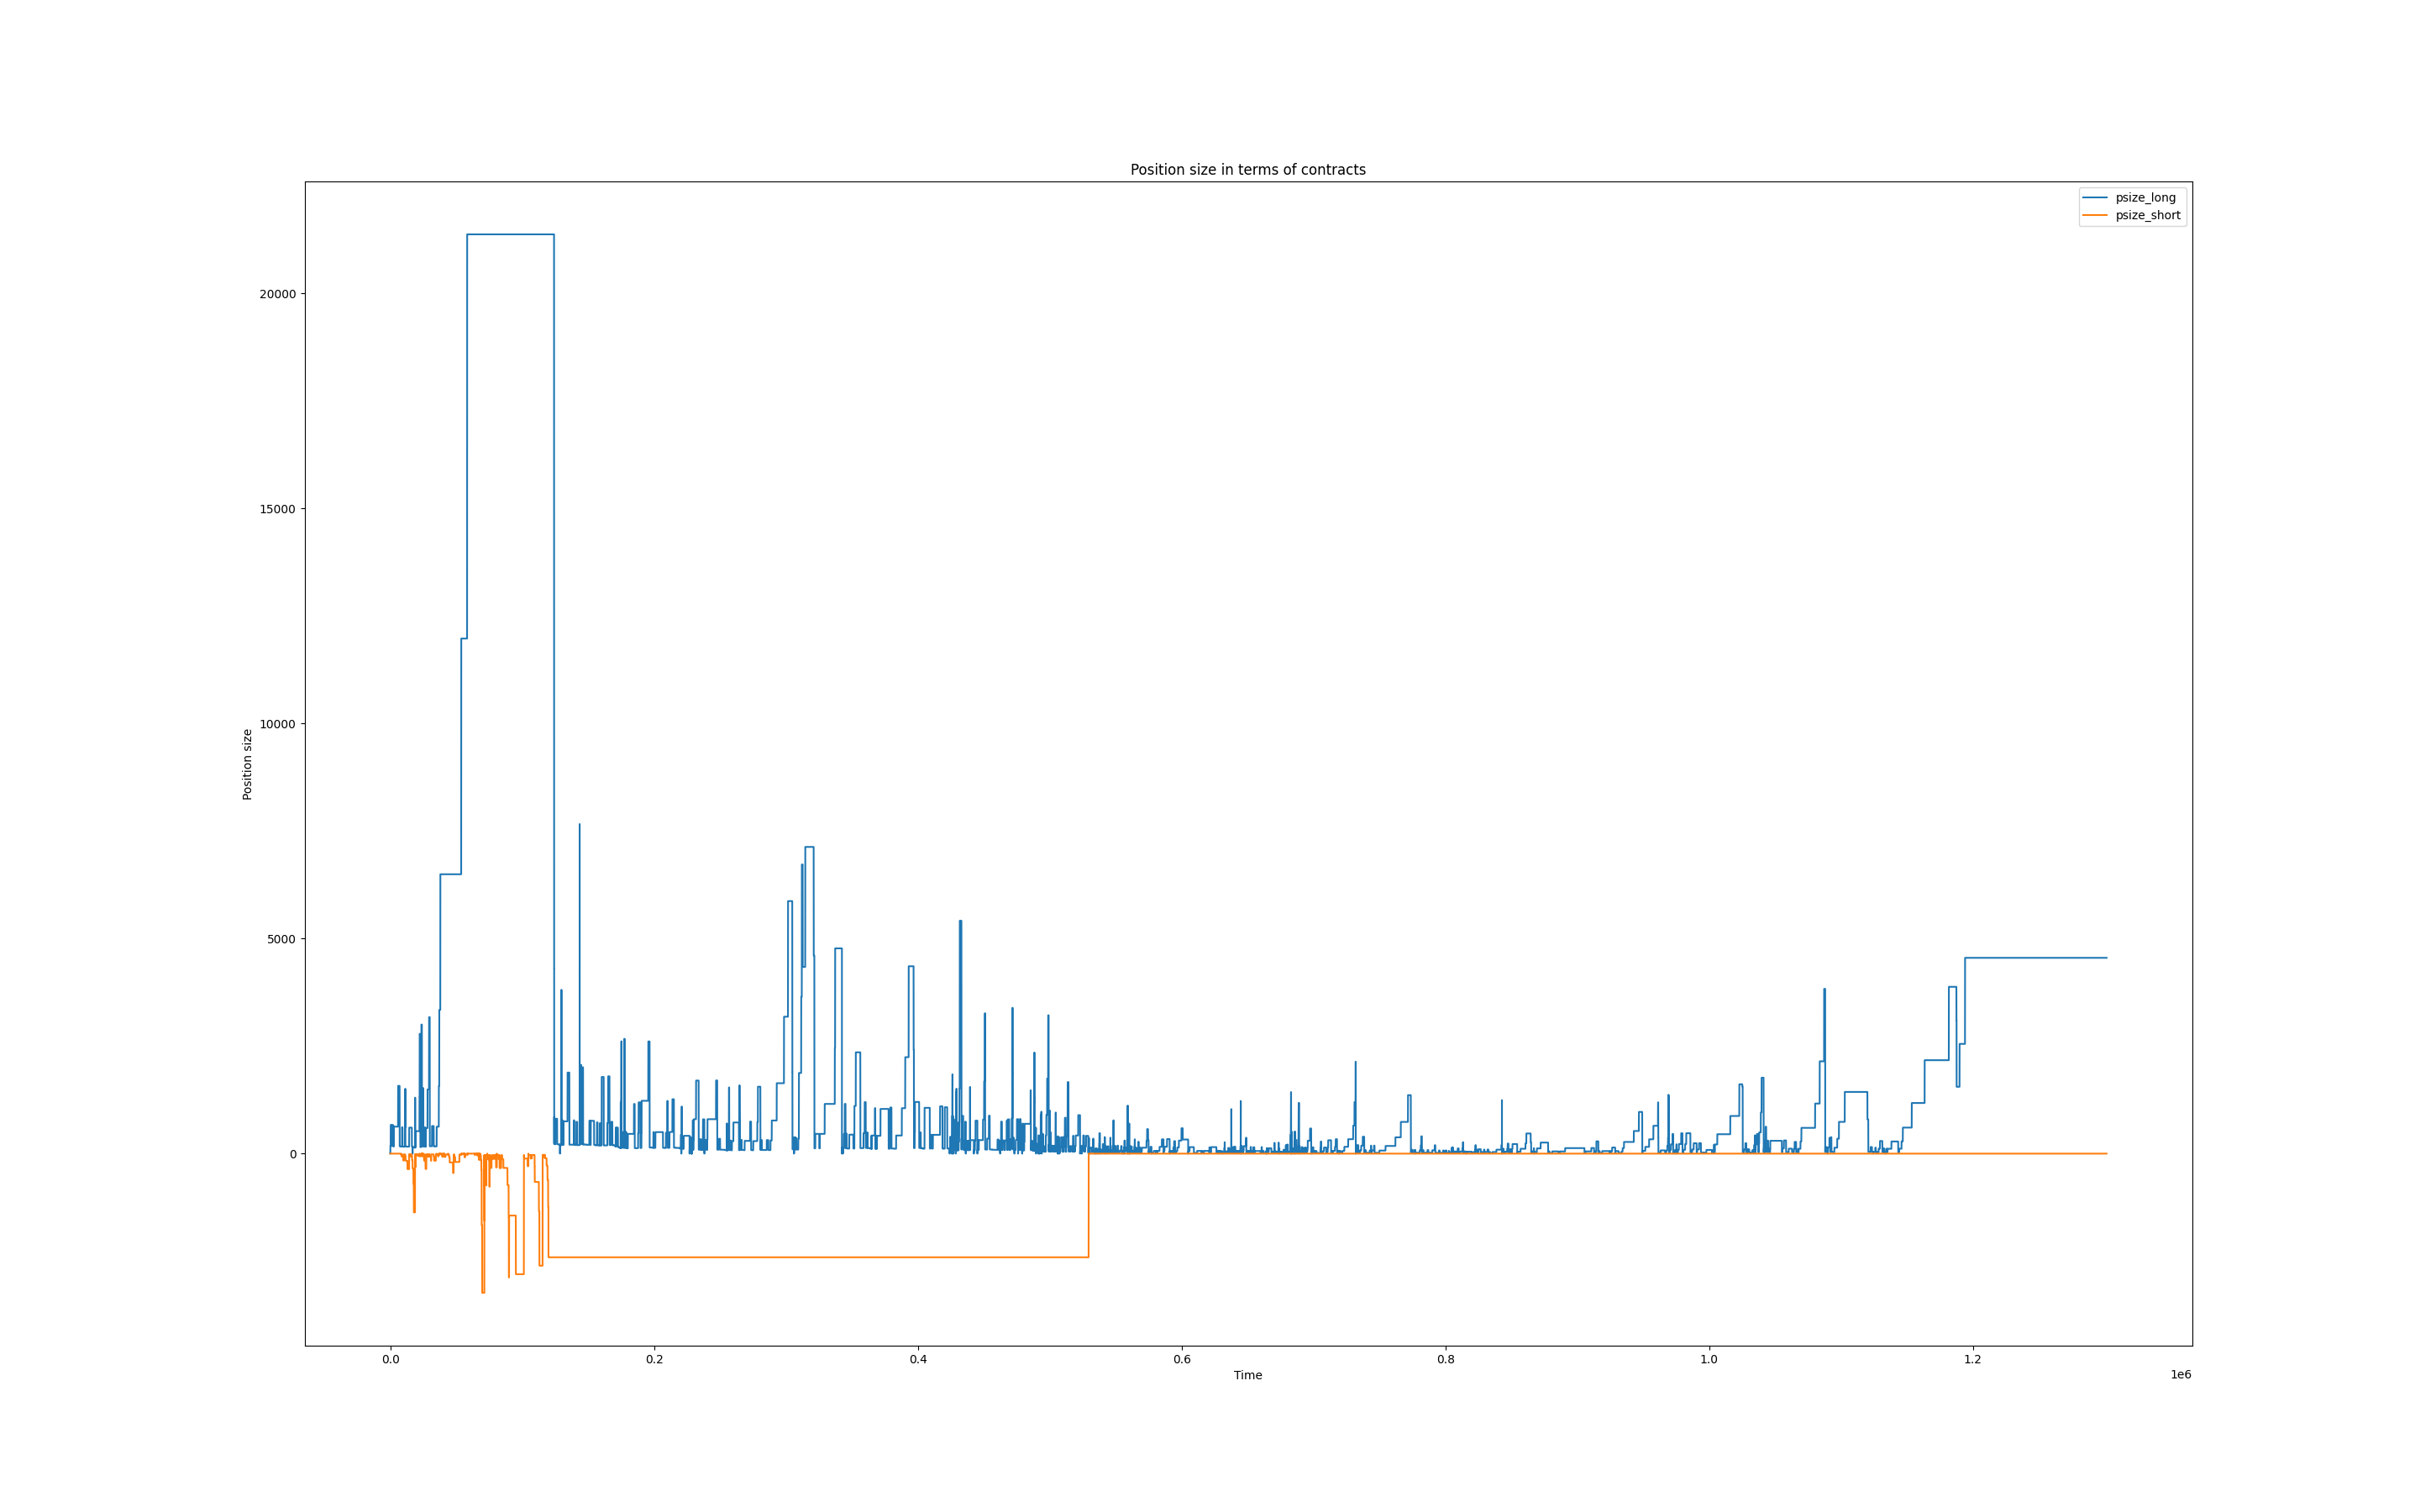 Position size in terms of contracts
psize_long
psize_short
20000
15000
10000
5000
0
Position size
0.0
0.2
0.4
0.6
0.8
1.0
1.2
1e6
Time